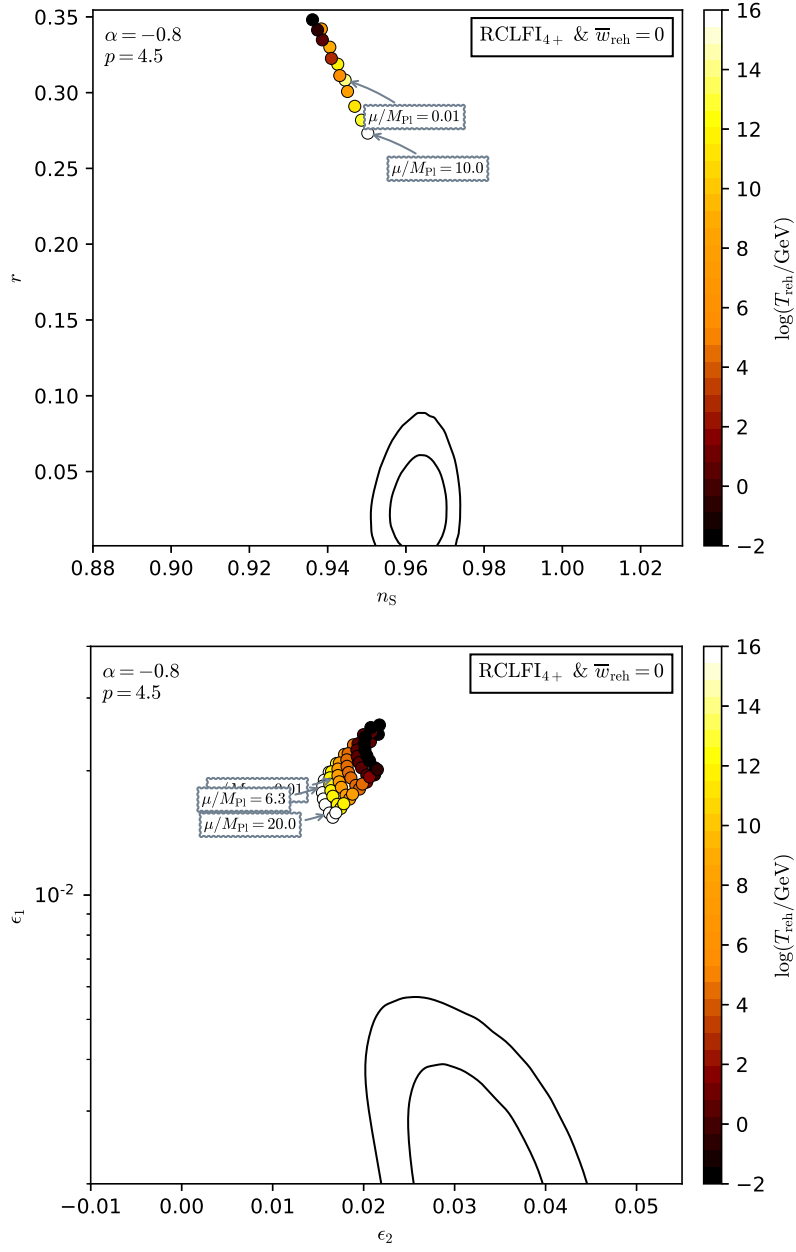 α = −0.8
p = 4.5
RCLFI4+ & w̅reh = 0
μ/MPl = 0.01
μ/MPl = 10.0
0.35
0.30
0.25
0.20
0.15
0.10
0.05
r
0.88 0.90 0.92 0.94 0.96 0.98 1.00 1.02
nS
16
14
12
10
8
6
4
2
0
−2
log(Treh/GeV)
α = −0.8
p = 4.5
RCLFI4+ & w̅reh = 0
μ/MPl = 6.3
μ/MPl = 20.0
10-2
ϵ1
−0.01 0.00 0.01 0.02 0.03 0.04 0.05
ϵ2
16
14
12
10
8
6
4
2
0
−2
log(Treh/GeV)